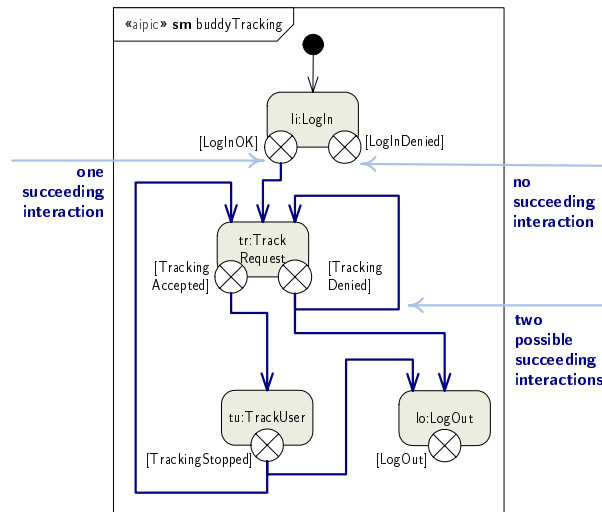 «aipic» sm buddyTracking
li:LogIn
[LogInOK]
[LogInDenied]
one
succeeding
interaction
no
succeeding
interaction
tr:Track
Request
[Tracking
Accepted]
[Tracking
Denied]
two
possible
succeeding
interactions
tu:TrackUser
lo:LogOut
[TrackingStopped]
[LogOut]